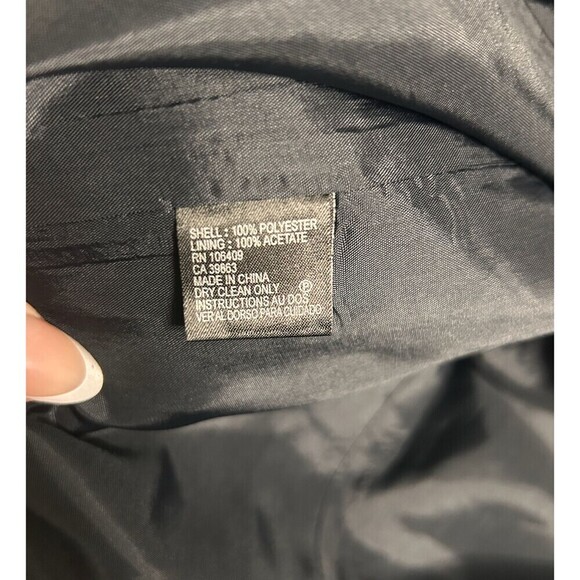 SHELL : 100% POLYESTER
LINING : 100% ACETATE
RN 106409
CA 39663
MADE IN CHINA
DRY CLEAN ONLY Ⓟ
INSTRUCTIONS AU DOS
VER AL DORSO PARA CUIDADO